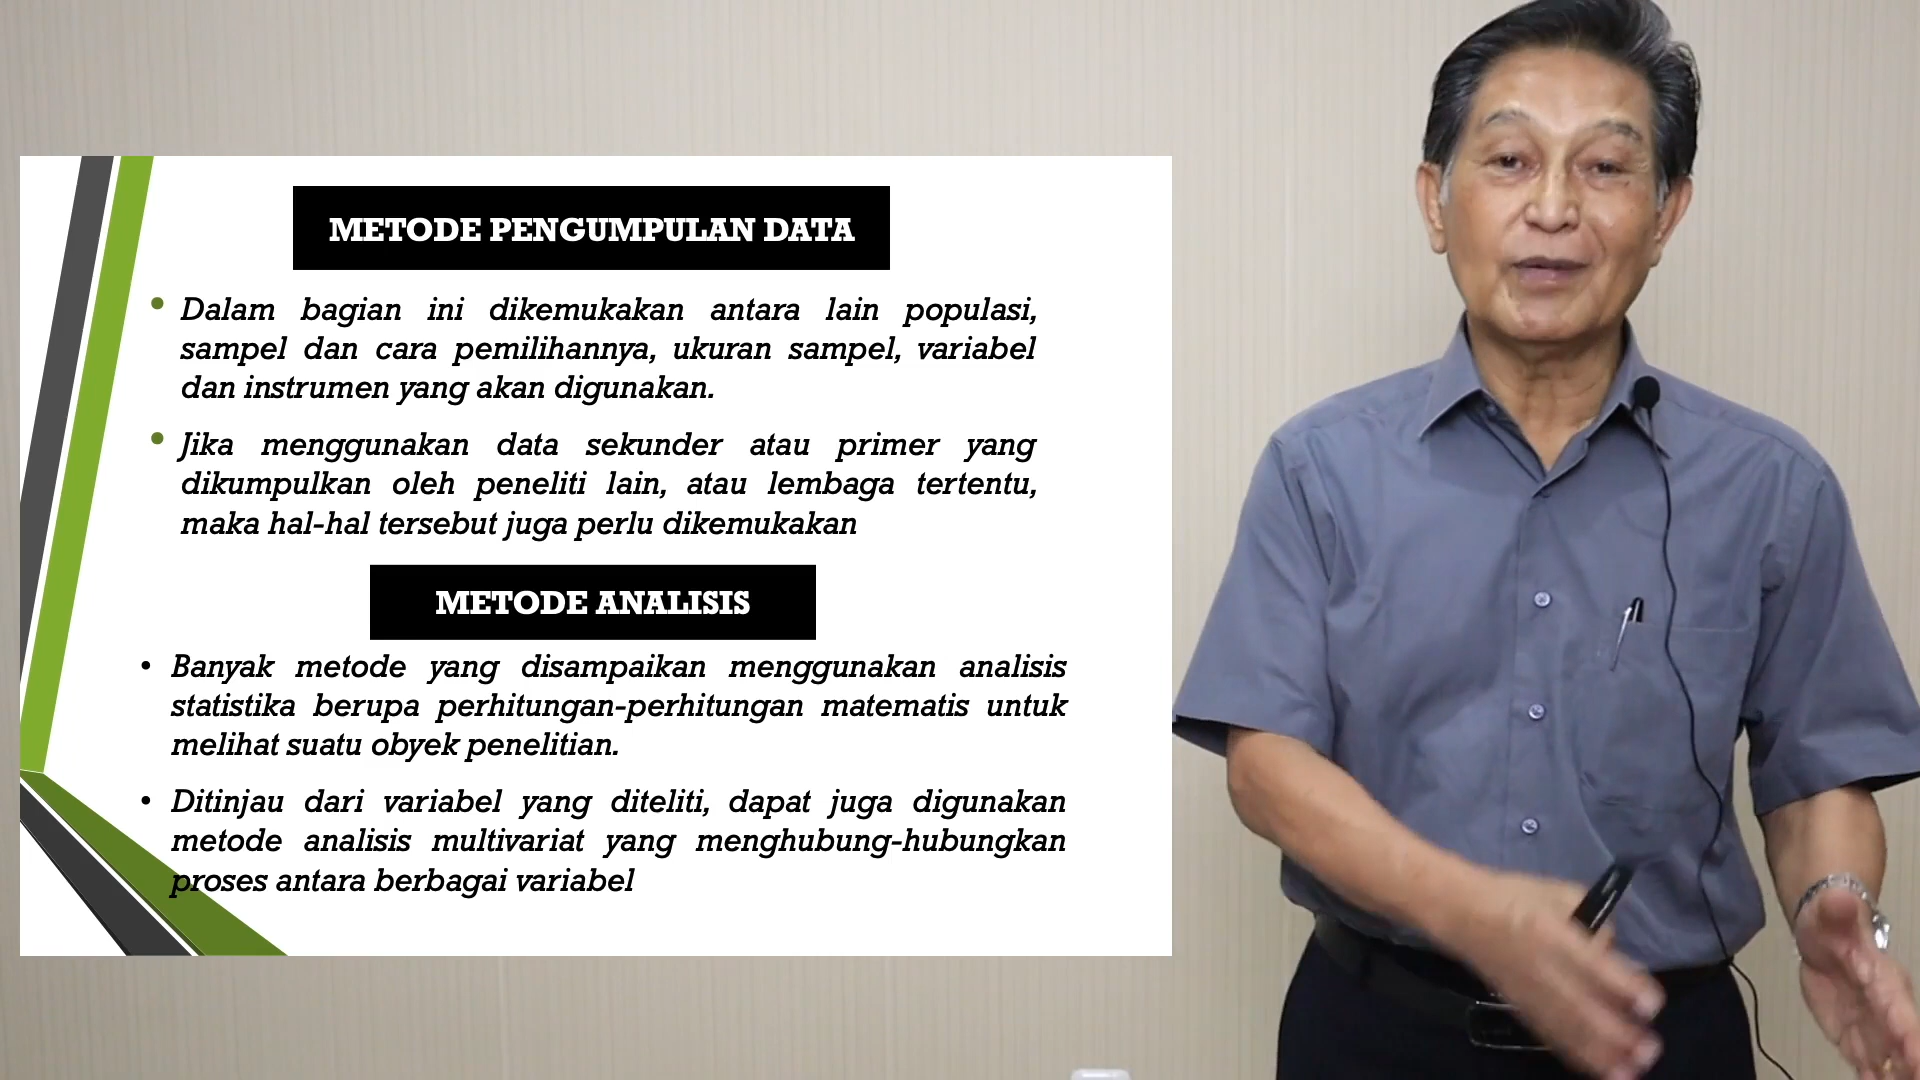 METODE PENGUMPULAN DATA
• Dalam bagian ini dikemukakan antara lain populasi,
sampel dan cara pemilihannya, ukuran sampel, variabel
dan instrumen yang akan digunakan.
• Jika menggunakan data sekunder atau primer yang
dikumpulkan oleh peneliti lain, atau lembaga tertentu,
maka hal-hal tersebut juga perlu dikemukakan
METODE ANALISIS
• Banyak metode yang disampaikan menggunakan analisis
statistika berupa perhitungan-perhitungan matematis untuk
melihat suatu obyek penelitian.
• Ditinjau dari variabel yang diteliti, dapat juga digunakan
metode analisis multivariat yang menghubung-hubungkan
proses antara berbagai variabel